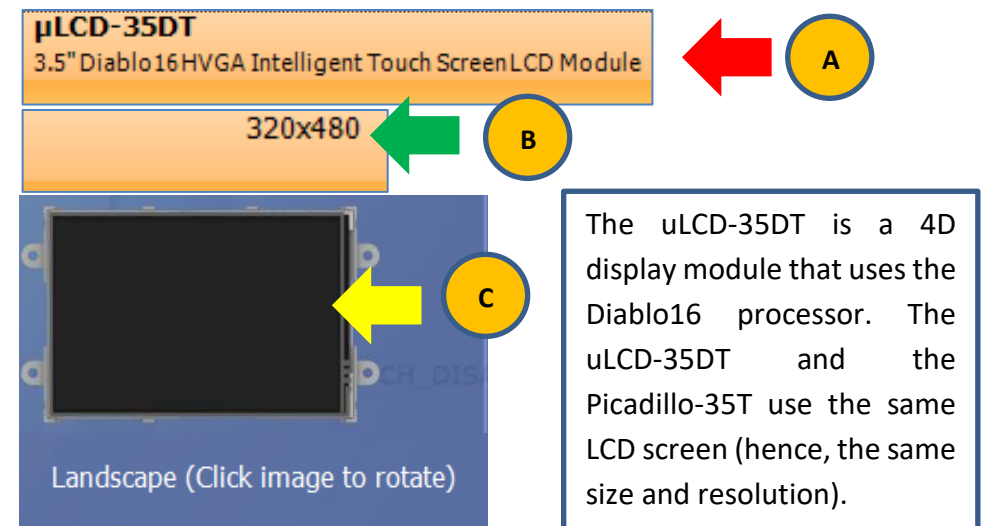 µLCD-35DT
3.5" Diablo16 HVGA Intelligent Touch Screen LCD Module
A
320x480
B
C
Landscape (Click image to rotate)
The uLCD-35DT is a 4D
display module that uses the
Diablo16 processor. The
uLCD-35DT and the
Picadillo-35T use the same
LCD screen (hence, the same
size and resolution).